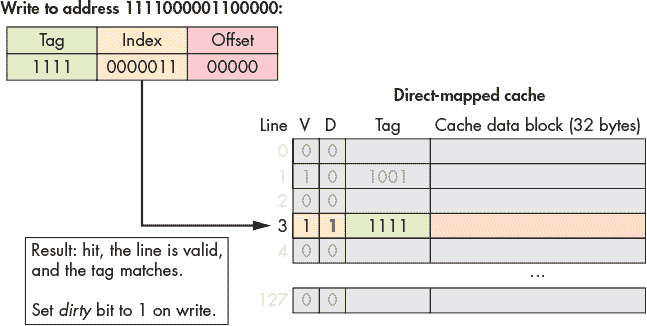 Write to address 1111000001100000:
Tag Index Offset
1111 0000011 00000
Direct-mapped cache
Line V D Tag Cache data block (32 bytes)
0 0 0
1 1 0 1001
2 0 0
3 1 1 1111
4 0 0
...
127 0 0
Result: hit, the line is valid,
and the tag matches.
Set dirty bit to 1 on write.